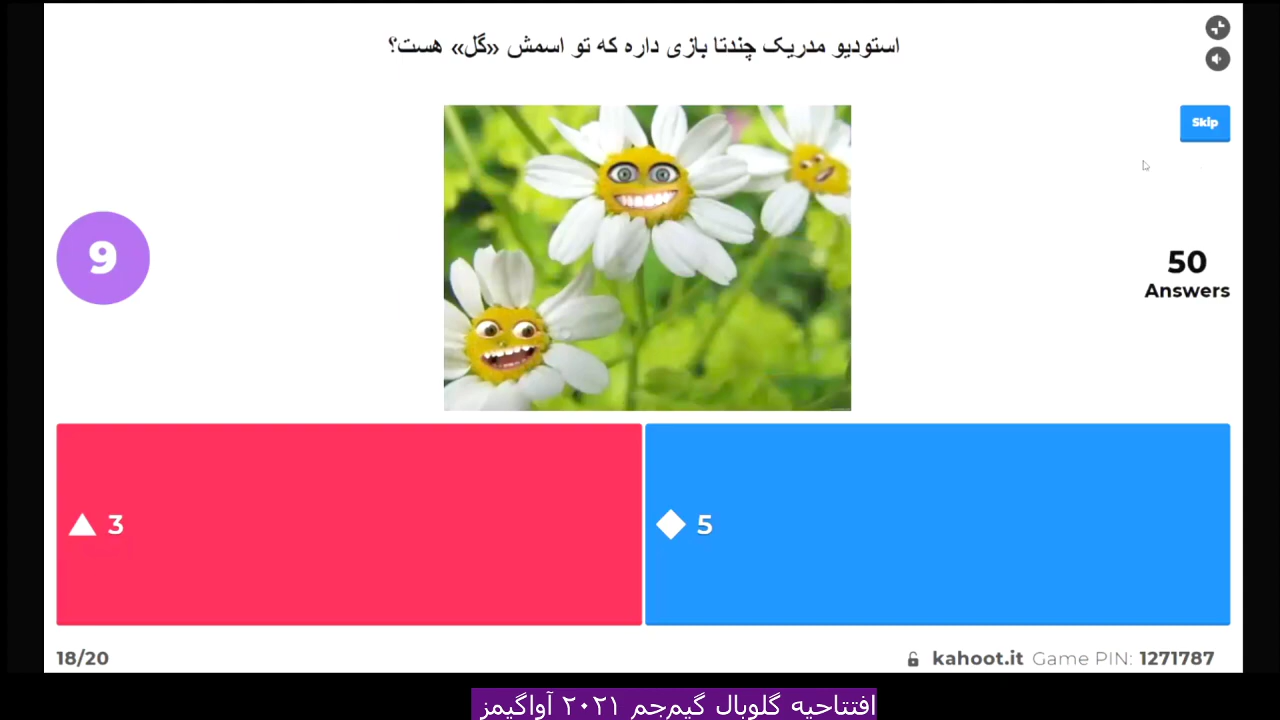 استودیو مدریک چندتا بازی داره که تو اسمش «گل» هست؟
Skip
9
50
Answers
3
5
18/20
kahoot.it Game PIN: 1271787
افتتاحیه گلوبال گیم‌جم ۲۰۲۱ آواگیمز